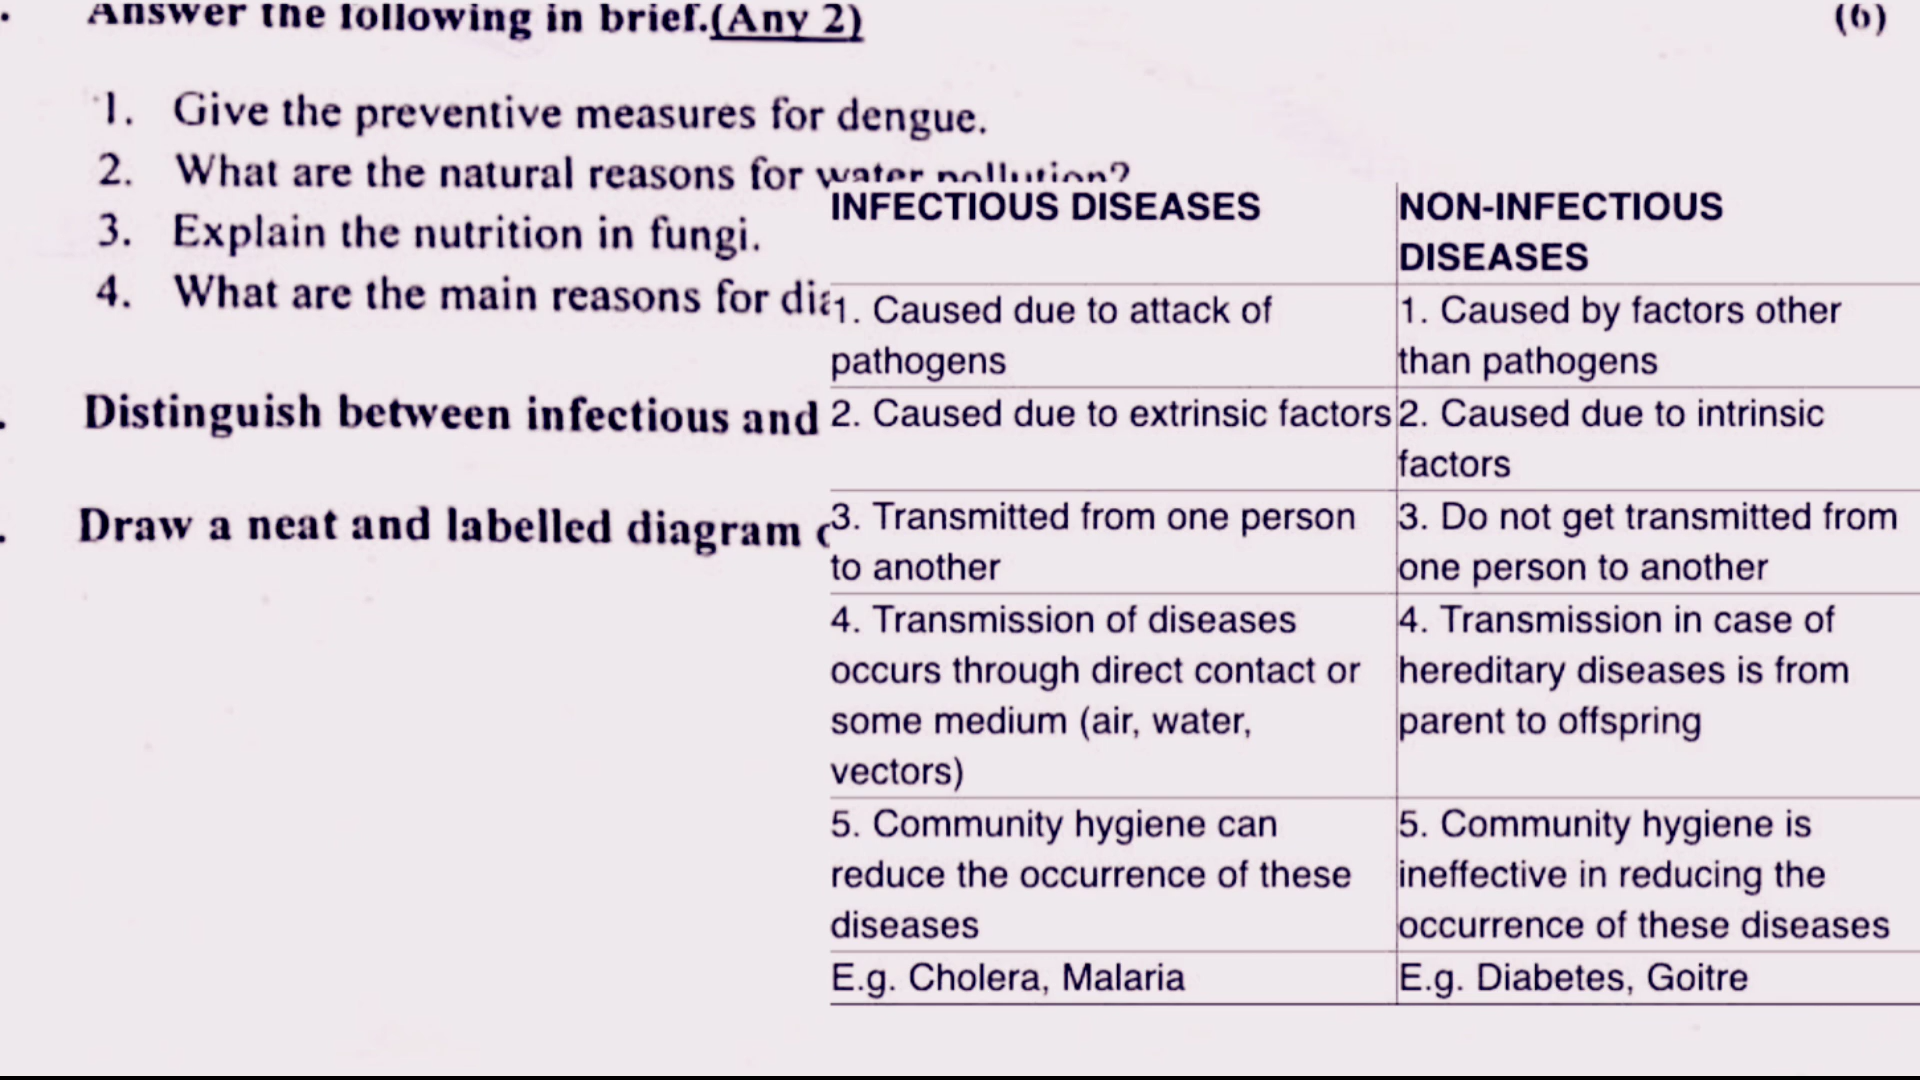 Answer the following in brief.(Any 2) (6)
1. Give the preventive measures for dengue.
2. What are the natural reasons for water pollution?
3. Explain the nutrition in fungi.
4. What are the main reasons for
Distinguish between infectious and
Draw a neat and labelled diagram
INFECTIOUS DISEASES
NON-INFECTIOUS
DISEASES
1. Caused due to attack of
pathogens
1. Caused by factors other
than pathogens
2. Caused due to extrinsic factors
2. Caused due to intrinsic
factors
3. Transmitted from one person
to another
3. Do not get transmitted from
one person to another
4. Transmission of diseases
occurs through direct contact or
some medium (air, water,
vectors)
4. Transmission in case of
hereditary diseases is from
parent to offspring
5. Community hygiene can
reduce the occurrence of these
diseases
5. Community hygiene is
ineffective in reducing the
occurrence of these diseases
E.g. Cholera, Malaria
E.g. Diabetes, Goitre